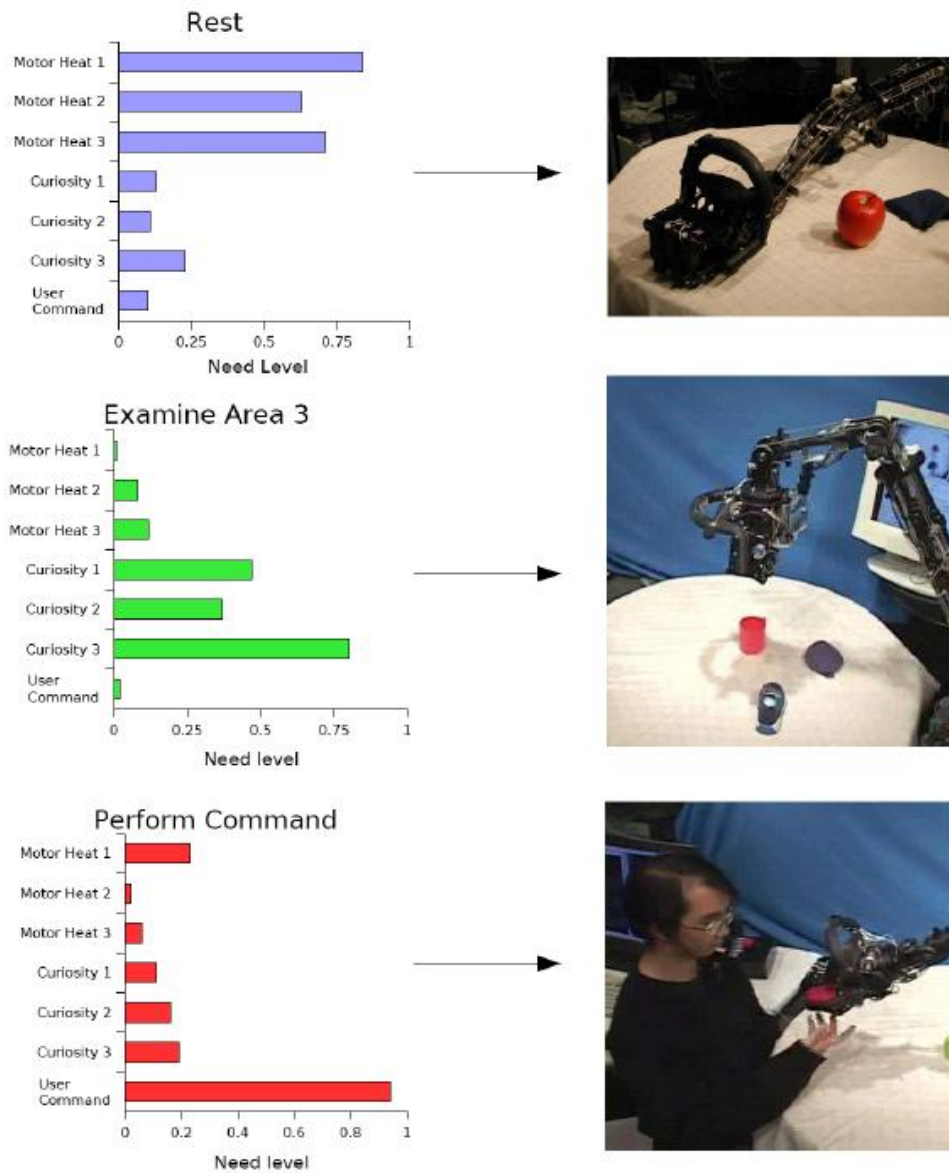 Rest
Motor Heat 1
Motor Heat 2
Motor Heat 3
Curiosity 1
Curiosity 2
Curiosity 3
User
Command
0 0.25 0.5 0.75 1
Need Level
Examine Area 3
Motor Heat 1
Motor Heat 2
Motor Heat 3
Curiosity 1
Curiosity 2
Curiosity 3
User
Command
0 0.25 0.5 0.75 1
Need level
Perform Command
Motor Heat 1
Motor Heat 2
Motor Heat 3
Curiosity 1
Curiosity 2
Curiosity 3
User
Command
0 0.2 0.4 0.6 0.8 1
Need level